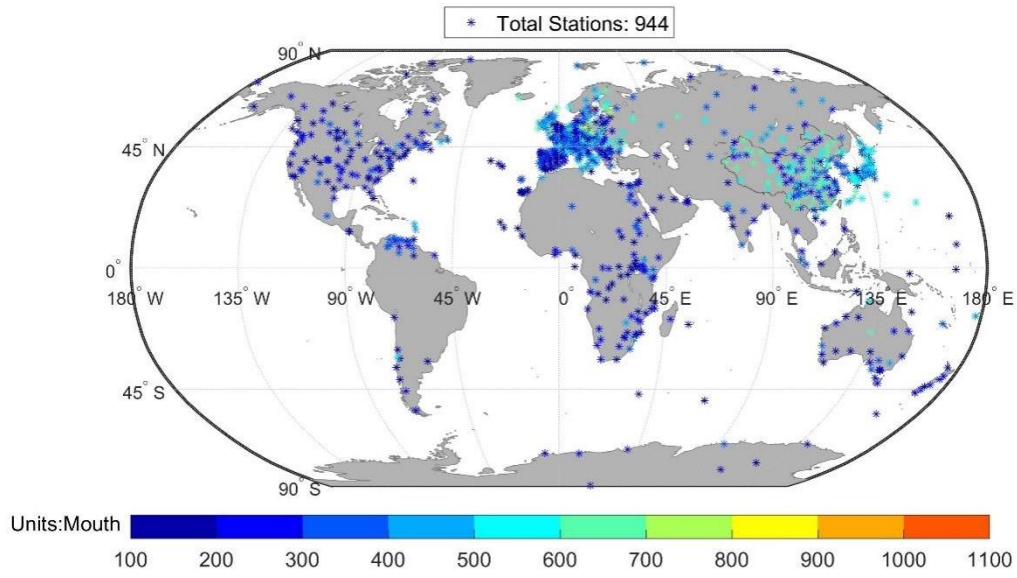 Total Stations: 944
90° N
45° N
0°
180° W 135° W 90° W 45° W 0° 45° E 90° E 135° E 180° E
45° S
90° S
Units:Mouth
100 200 300 400 500 600 700 800 900 1000 1100